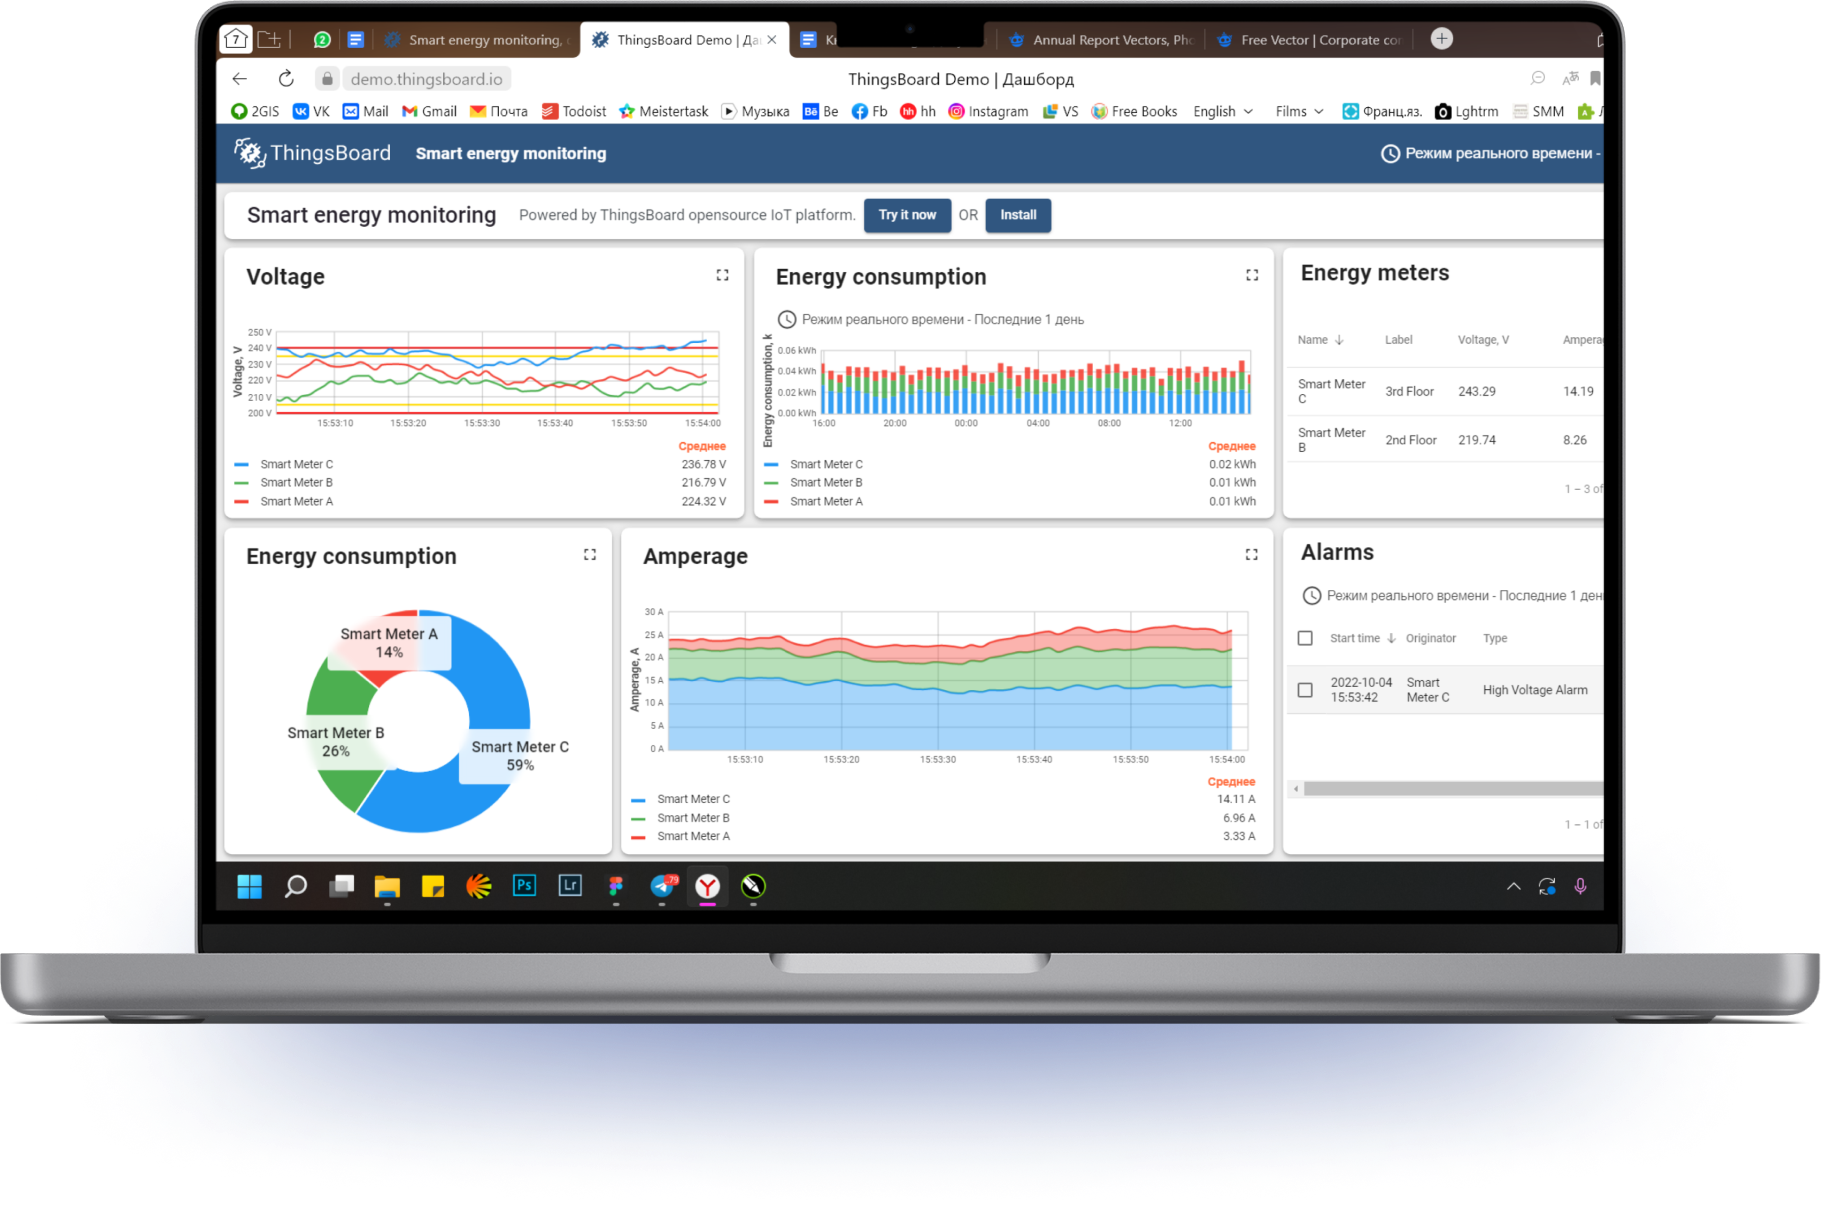 7
2
Smart energy monitoring,
ThingsBoard Demo | Да
Annual Report Vectors, Pho
Free Vector | Corporate co
demo.thingsboard.io
ThingsBoard Demo | Дашборд
2GIS VK Mail Gmail Почта Todoist Meistertask Музыка Bē Be Fb hh hh Instagram VS Free Books English Films Франц.яз. Lghtrm SMM
ThingsBoard Smart energy monitoring Режим реального времени -
Smart energy monitoring Powered by ThingsBoard opensource IoT platform. Try it now OR Install
Voltage
Voltage, V
250 V
240 V
230 V
220 V
210 V
200 V
15:53:10 15:53:20 15:53:30 15:53:40 15:53:50 15:54:00
Среднее
Smart Meter C 236.78 V
Smart Meter B 216.79 V
Smart Meter A 224.32 V
Energy consumption
Режим реального времени - Последние 1 день
Energy consumption, k
0.06 kWh
0.04 kWh
0.02 kWh
0.00 kWh
16:00 20:00 00:00 04:00 08:00 12:00
Среднее
Smart Meter C 0.02 kWh
Smart Meter B 0.01 kWh
Smart Meter A 0.01 kWh
Energy meters
Name Label Voltage, V Ampera
Smart Meter
C
3rd Floor 243.29 14.19
Smart Meter
B
2nd Floor 219.74 8.26
1 – 3 of
Energy consumption
Smart Meter A
14%
Smart Meter B
26%
Smart Meter C
59%
Amperage
Amperage, A
30 A
25 A
20 A
15 A
10 A
5 A
0 A
15:53:10 15:53:20 15:53:30 15:53:40 15:53:50 15:54:00
Среднее
Smart Meter C 14.11 A
Smart Meter B 6.96 A
Smart Meter A 3.33 A
Alarms
Режим реального времени - Последние 1 ден
Start time Originator Type
2022-10-04
15:53:42
Smart
Meter C
High Voltage Alarm
1 – 1 of
Ps Lr 79